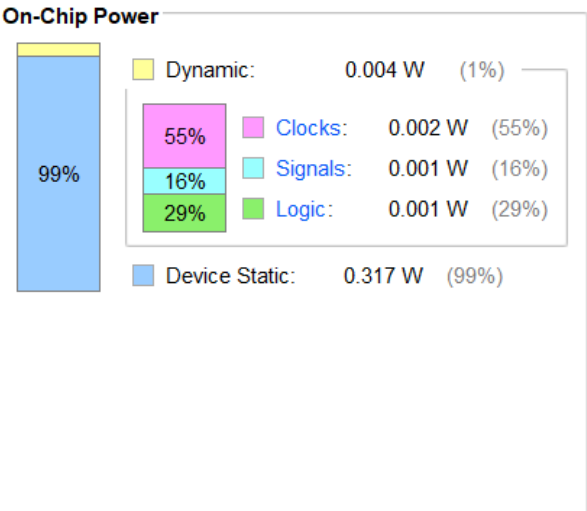 On-Chip Power
Dynamic: 0.004 W (1%)
55% Clocks: 0.002 W (55%)
99% 16% Signals: 0.001 W (16%)
29% Logic: 0.001 W (29%)
Device Static: 0.317 W (99%)